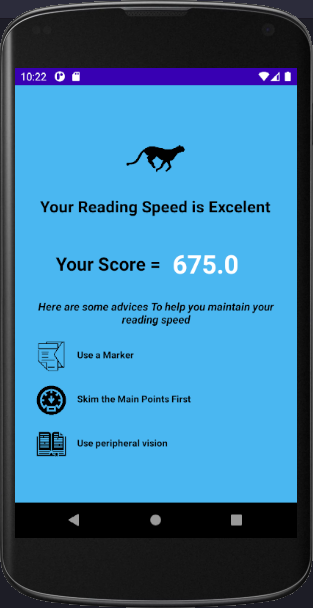 10:22
Your Reading Speed is Excelent
Your Score = 675.0
Here are some advices To help you maintain your
reading speed
Use a Marker
Skim the Main Points First
Use peripheral vision